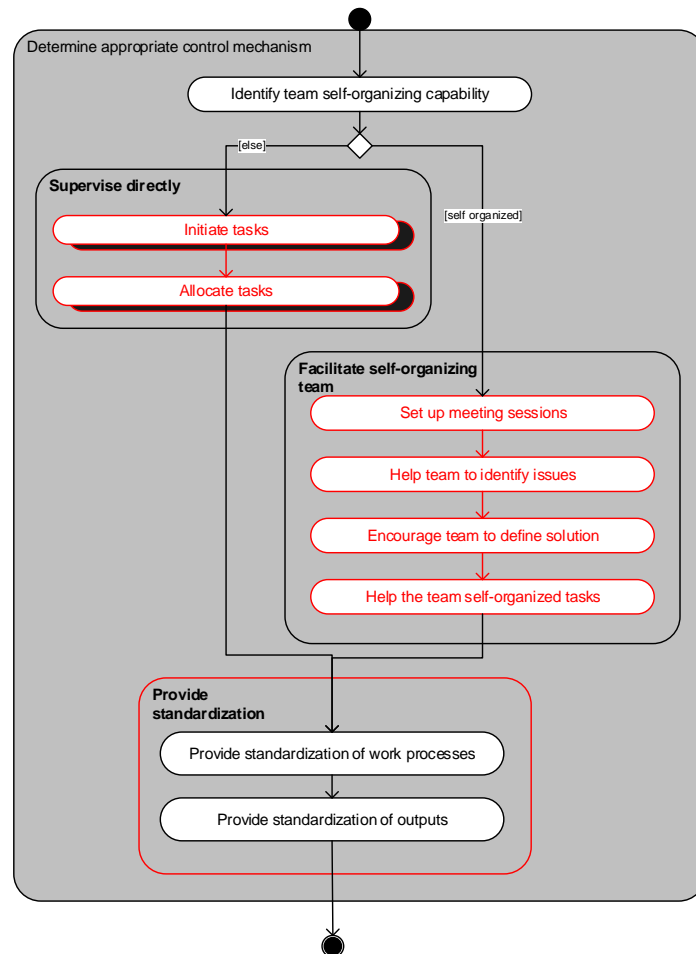 Determine appropriate control mechanism
Identify team self-organizing capability
[else]
Supervise directly
[self organized]
Initiate tasks
Allocate tasks
Facilitate self-organizing
team
Set up meeting sessions
Help team to identify issues
Encourage team to define solution
Help the team self-organized tasks
Provide
standardization
Provide standardization of work processes
Provide standardization of outputs